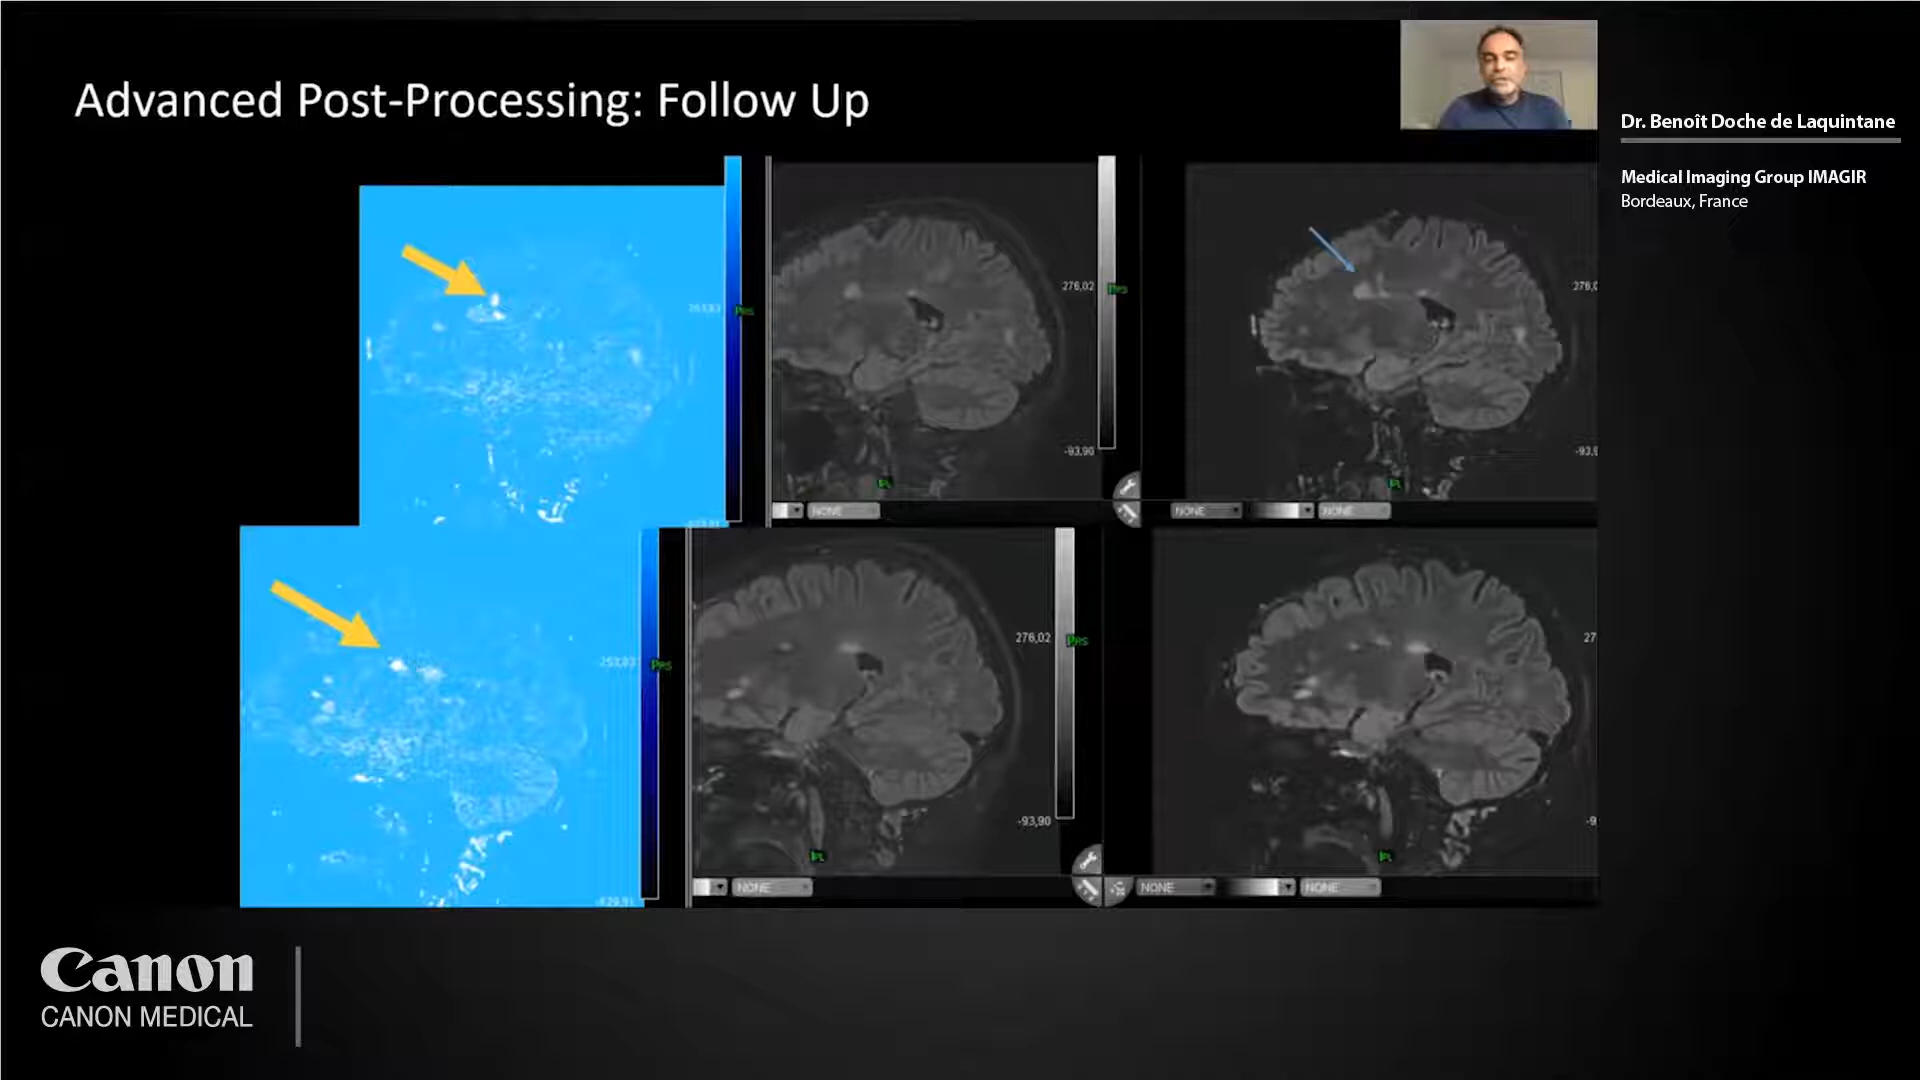 Advanced Post-Processing: Follow Up
Dr. Benoît Doche de Laquintane
Medical Imaging Group IMAGIR
Bordeaux, France
276,02
-93,90
NONE
NONE
NONE
276,02
-93,90
NONE
NONE
NONE
Canon
CANON MEDICAL